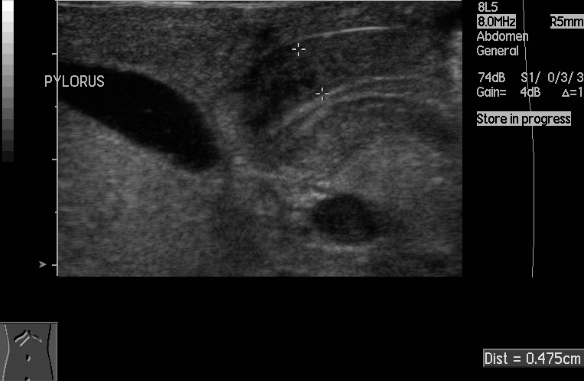 8L5
8.0MHz R5mm
Abdomen
General
74dB S1/ 0/3/3
Gain= 4dB Δ=1
Store in progress
PYLORUS
Dist = 0.475cm